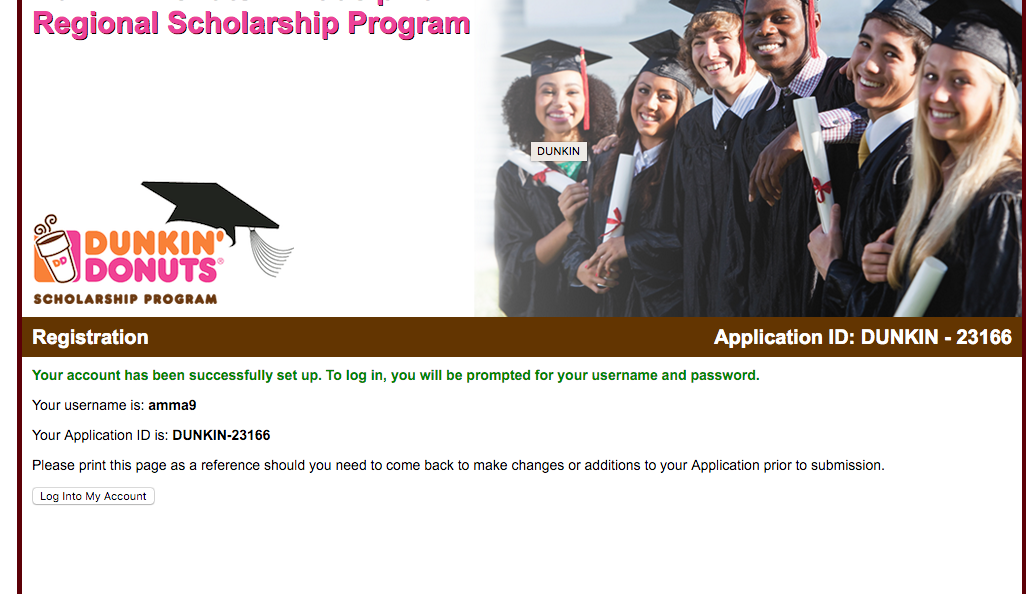 Regional Scholarship Program
DUNKIN
DUNKIN'
DD
DONUTS®
SCHOLARSHIP PROGRAM
Registration
Application ID: DUNKIN - 23166
Your account has been successfully set up. To log in, you will be prompted for your username and password.
Your username is: amma9
Your Application ID is: DUNKIN-23166
Please print this page as a reference should you need to come back to make changes or additions to your Application prior to submission.
Log Into My Account